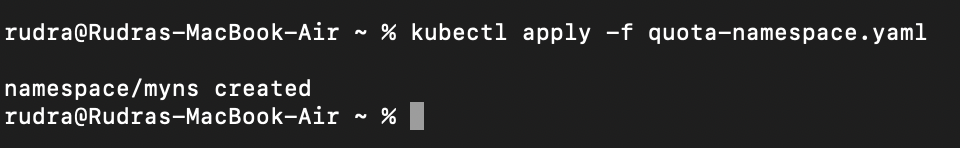 rudra@Rudras-MacBook-Air ~ % kubectl apply -f quota-namespace.yaml
namespace/myns created
rudra@Rudras-MacBook-Air ~ %